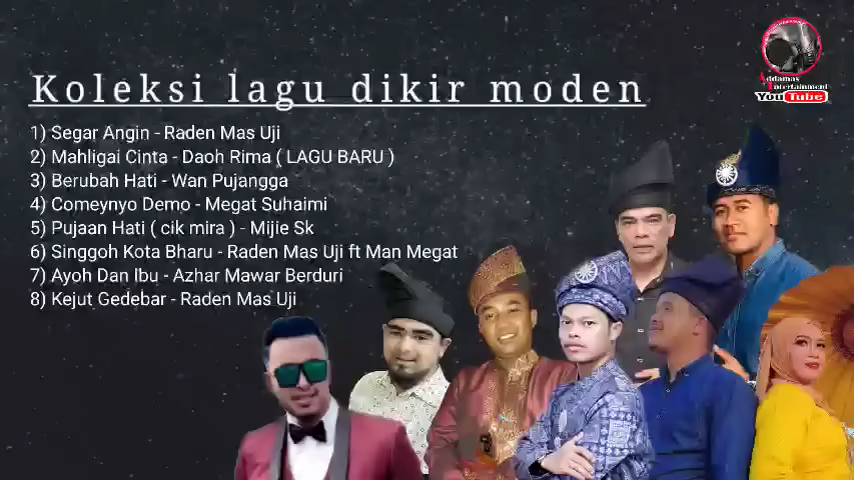 Koleksi lagu dikir moden
1) Segar Angin - Raden Mas Uji
2) Mahligai Cinta - Daoh Rima ( LAGU BARU )
3) Berubah Hati - Wan Pujangga
4) Comeynyo Demo - Megat Suhaimi
5) Pujaan Hati ( cik mira ) - Mijie Sk
6) Singgoh Kota Bharu - Raden Mas Uji ft Man Megat
7) Ayoh Dan Ibu - Azhar Mawar Berduri
8) Kejut Gedebar - Raden Mas Uji
Addamas
Intertainment
YouTube